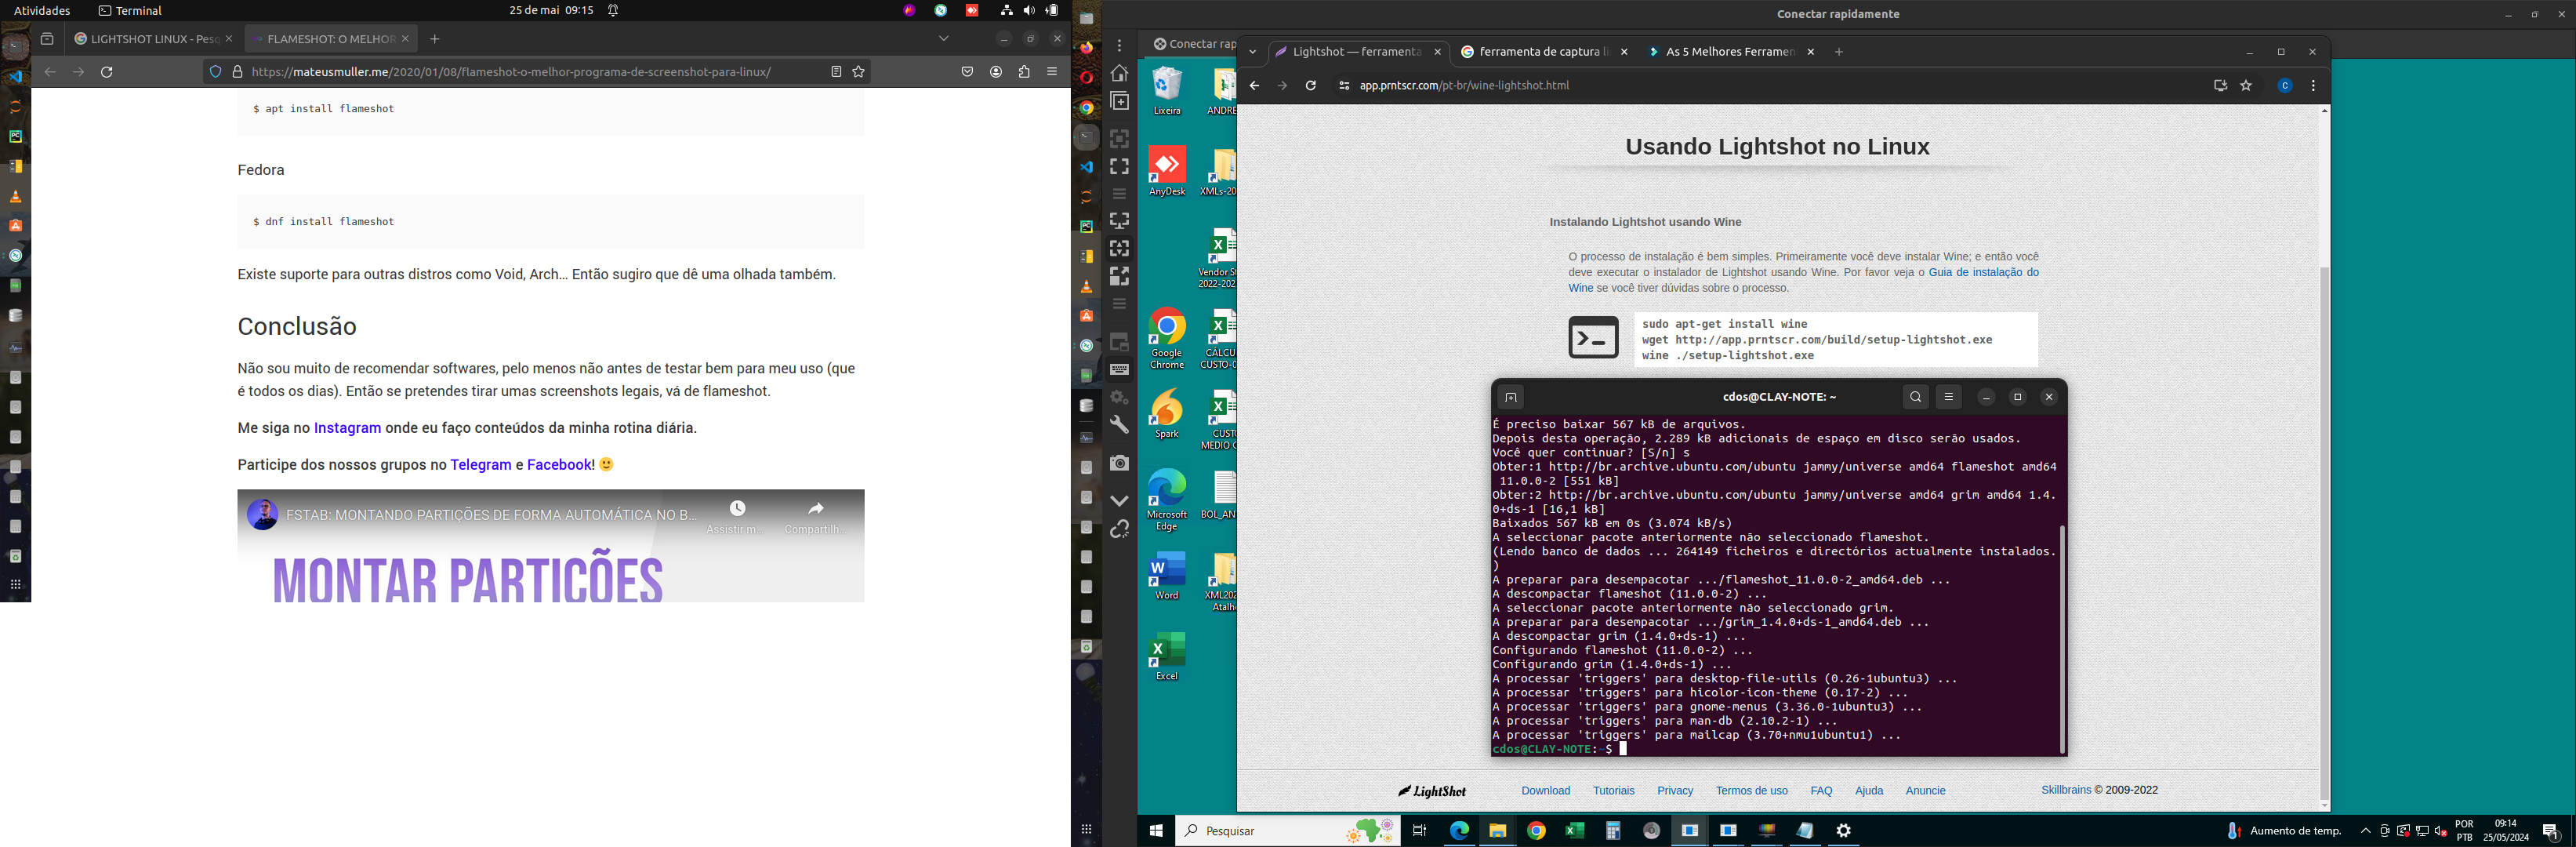 Atividades
Terminal
25 de mai 09:15
LIGHTSHOT LINUX - Pesq
FLAMESHOT: O MELHOR
https://mateusmuller.me/2020/01/08/flameshot-o-melhor-programa-de-screenshot-para-linux/
$ apt install flameshot
Fedora
$ dnf install flameshot
Existe suporte para outras distros como Void, Arch... Então sugiro que dê uma olhada também.
Conclusão
Não sou muito de recomendar softwares, pelo menos não antes de testar bem para meu uso (que
é todos os dias). Então se pretendes tirar umas screenshots legais, vá de flameshot.
Me siga no Instagram onde eu faço conteúdos da minha rotina diária.
Participe dos nossos grupos no Telegram e Facebook! 🙂
FSTAB: MONTANDO PARTIÇÕES DE FORMA AUTOMÁTICA NO B...
Assistir m...
Compartilh...
MONTAR PARTIÇÕES
Conectar rapidamente
Conectar rap
Lixeira
ANDRE
AnyDesk
XMLs-20
Vendor S
2022-202
Google
Chrome
CÁLCU
CUSTO-0
Spark
CUSTO
MEDIO C
Microsoft
Edge
BOL_AN
Word
XML202
Atalh
Excel
Lightshot — ferramenta
ferramenta de captura li
As 5 Melhores Ferramen
app.prntscr.com/pt-br/wine-lightshot.html
C
Usando Lightshot no Linux
Instalando Lightshot usando Wine
O processo de instalação é bem simples. Primeiramente você deve instalar Wine; e então você
deve executar o instalador de Lightshot usando Wine. Por favor veja o Guia de instalação do
Wine se você tiver dúvidas sobre o processo.
sudo apt-get install wine
wget http://app.prntscr.com/build/setup-lightshot.exe
wine ./setup-lightshot.exe
cdos@CLAY-NOTE: ~
É preciso baixar 567 kB de arquivos.
Depois desta operação, 2.289 kB adicionais de espaço em disco serão usados.
Você quer continuar? [S/n] s
Obter:1 http://br.archive.ubuntu.com/ubuntu jammy/universe amd64 flameshot amd64
11.0.0-2 [551 kB]
Obter:2 http://br.archive.ubuntu.com/ubuntu jammy/universe amd64 grim amd64 1.4.
0+ds-1 [16,1 kB]
Baixados 567 kB em 0s (3.074 kB/s)
A seleccionar pacote anteriormente não seleccionado flameshot.
(Lendo banco de dados ... 264149 ficheiros e directórios actualmente instalados.
)
A preparar para desempacotar .../flameshot_11.0.0-2_amd64.deb ...
A descompactar flameshot (11.0.0-2) ...
A seleccionar pacote anteriormente não seleccionado grim.
A preparar para desempacotar .../grim_1.4.0+ds-1_amd64.deb ...
A descompactar grim (1.4.0+ds-1) ...
Configurando flameshot (11.0.0-2) ...
Configurando grim (1.4.0+ds-1) ...
A processar 'triggers' para desktop-file-utils (0.26-1ubuntu3) ...
A processar 'triggers' para hicolor-icon-theme (0.17-2) ...
A processar 'triggers' para gnome-menus (3.36.0-1ubuntu3) ...
A processar 'triggers' para man-db (2.10.2-1) ...
A processar 'triggers' para mailcap (3.70+nmu1ubuntu1) ...
cdos@CLAY-NOTE:~$
LightShot
Download
Tutoriais
Privacy
Termos de uso
FAQ
Ajuda
Anuncie
Skillbrains © 2009-2022
Pesquisar
Aumento de temp.
POR
PTB
09:14
25/05/2024
1